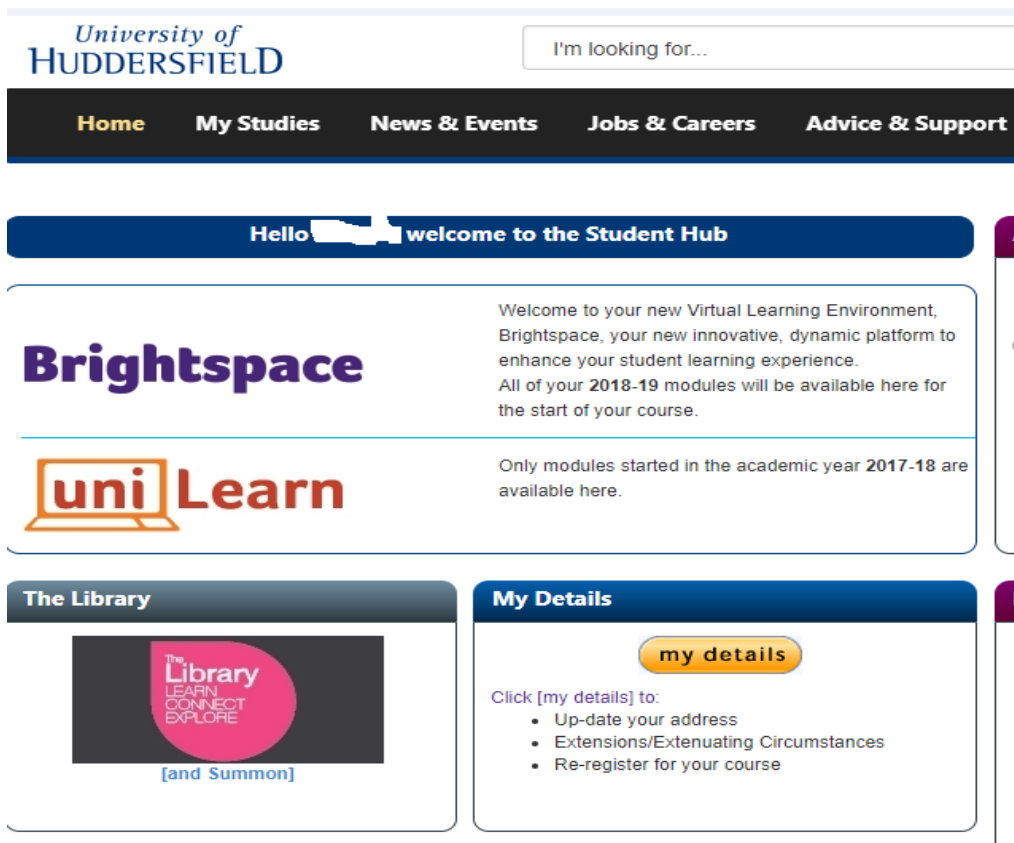 University of
HUDDERSFIELD
I'm looking for...
Home My Studies News & Events Jobs & Careers Advice & Support
Hello welcome to the Student Hub
Brightspace
Welcome to your new Virtual Learning Environment,
Brightspace, your new innovative, dynamic platform to
enhance your student learning experience.
All of your 2018-19 modules will be available here for
the start of your course.
uni Learn
Only modules started in the academic year 2017-18 are
available here.
The Library
The
Library
LEARN
CONNECT
EXPLORE
[and Summon]
My Details
my details
Click [my details] to:
• Up-date your address
• Extensions/Extenuating Circumstances
• Re-register for your course